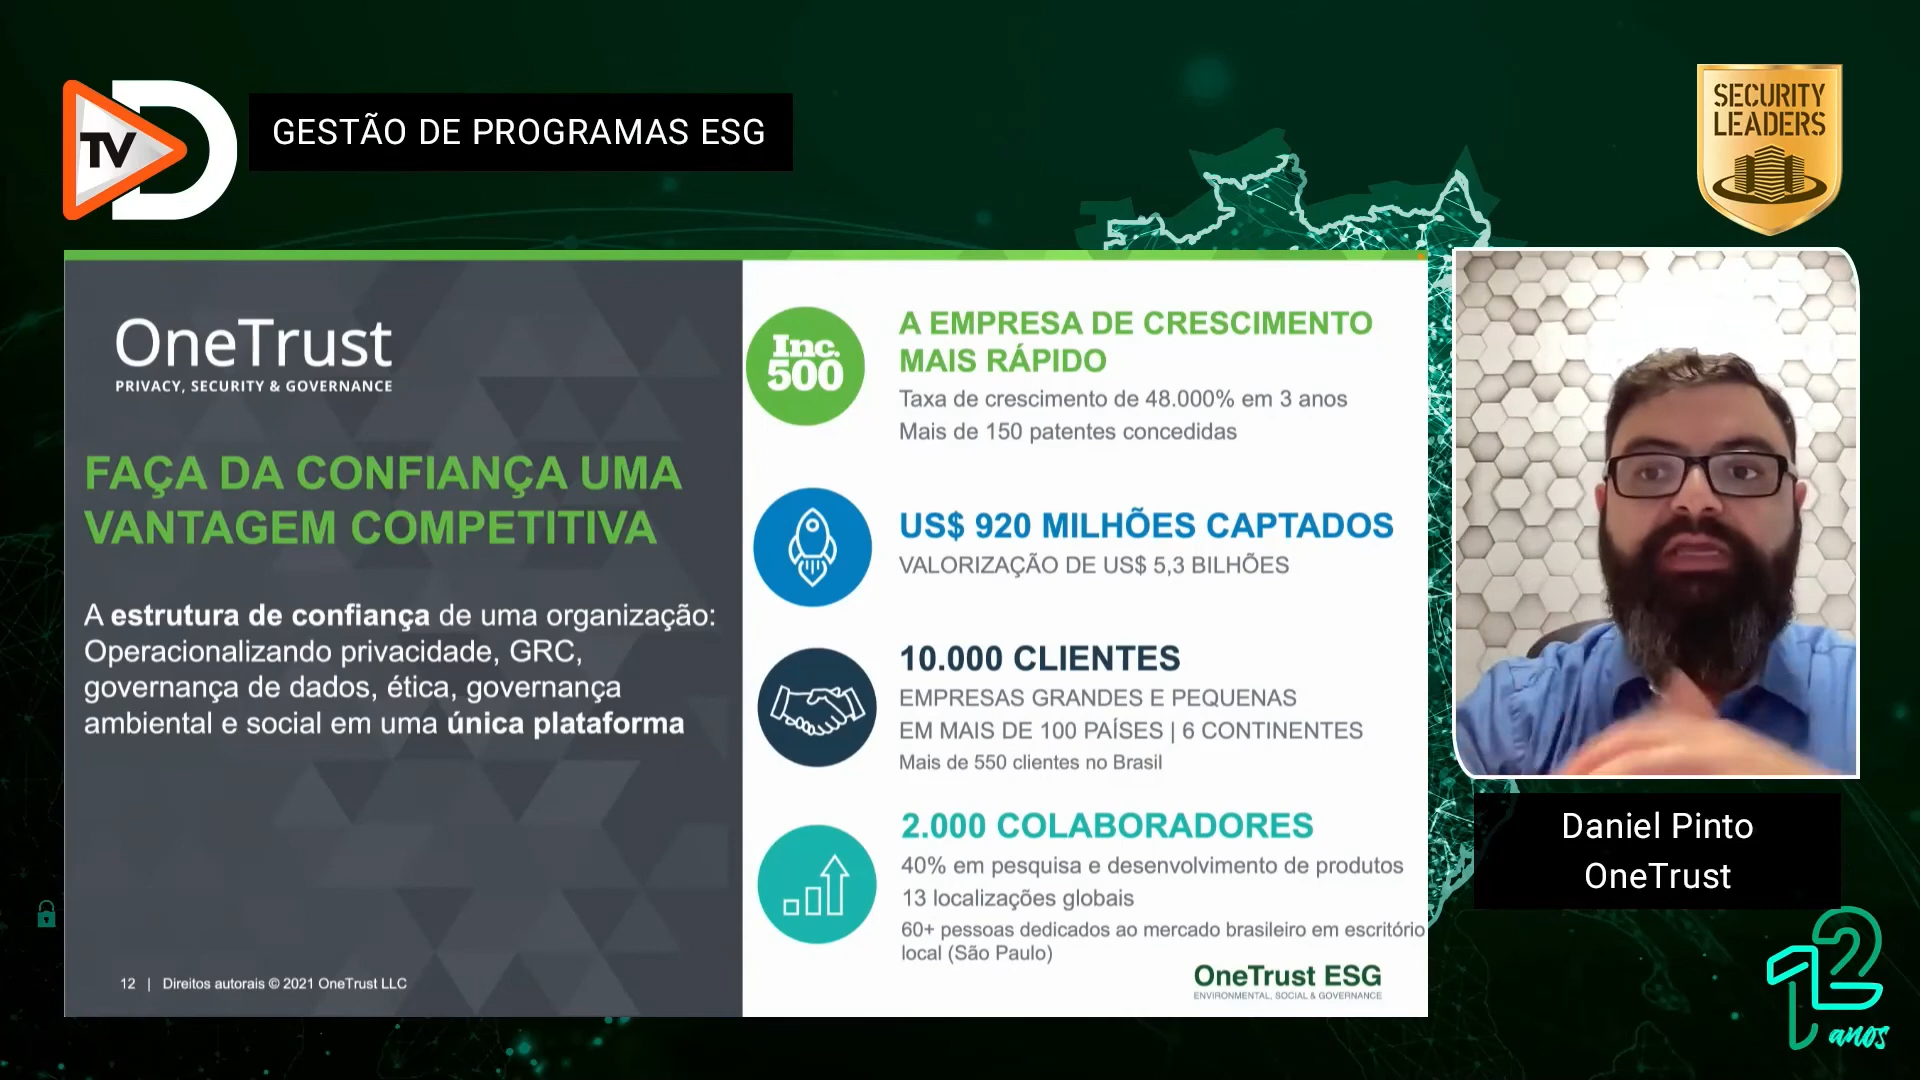 TV D
GESTÃO DE PROGRAMAS ESG
SECURITY
LEADERS
OneTrust
PRIVACY, SECURITY & GOVERNANCE
FAÇA DA CONFIANÇA UMA
VANTAGEM COMPETITIVA
A estrutura de confiança de uma organização:
Operacionalizando privacidade, GRC,
governança de dados, ética, governança
ambiental e social em uma única plataforma
12 | Direitos autorais © 2021 OneTrust LLC
Inc.
500
A EMPRESA DE CRESCIMENTO
MAIS RÁPIDO
Taxa de crescimento de 48.000% em 3 anos
Mais de 150 patentes concedidas
US$ 920 MILHÕES CAPTADOS
VALORIZAÇÃO DE US$ 5,3 BILHÕES
10.000 CLIENTES
EMPRESAS GRANDES E PEQUENAS
EM MAIS DE 100 PAÍSES | 6 CONTINENTES
Mais de 550 clientes no Brasil
2.000 COLABORADORES
40% em pesquisa e desenvolvimento de produtos
13 localizações globais
60+ pessoas dedicados ao mercado brasileiro em escritório
local (São Paulo)
OneTrust ESG
ENVIRONMENTAL, SOCIAL & GOVERNANCE
Daniel Pinto
OneTrust
12
anos